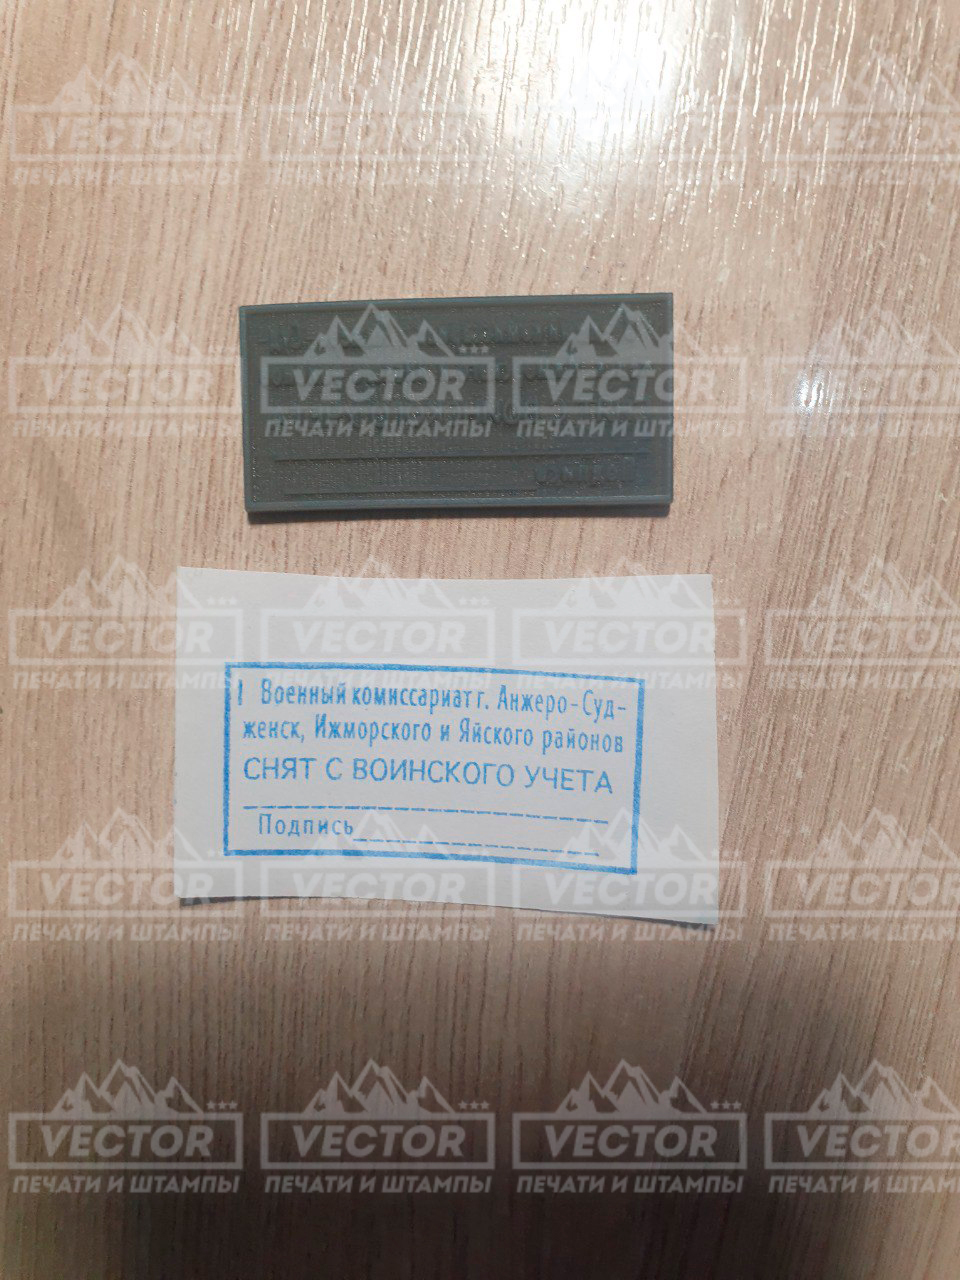 VECTOR
ПЕЧАТИ И ШТАМПЫ
Военный комиссариат г. Анжеро-Суд-
женск, Ижморского и Яйского районов
СНЯТ С ВОИНСКОГО УЧЕТА
Подпись